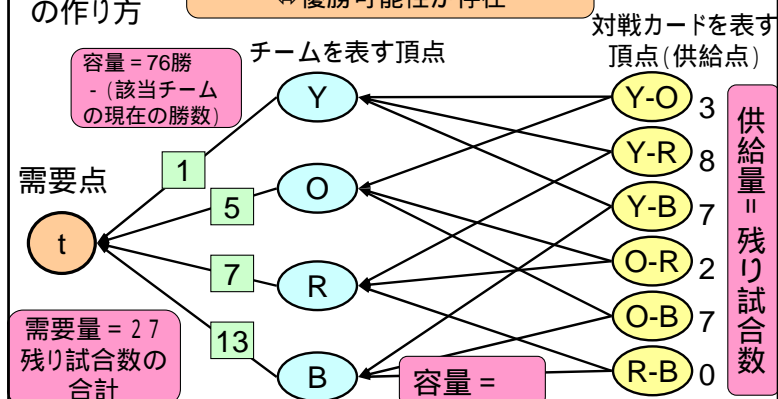 の作り方
⇔優勝可能性が存在
対戦カードを表す
頂点(供給点)
チームを表す頂点
容量=76勝
-(該当チーム
の現在の勝数)
Y
Y-O 3
Y-R 8
1
需要点
O
5
Y-B 7
t
O-R 2
7
R
O-B 7
13
B
R-B 0
需要量=27
残り試合数の
合計
容量=
供給量=残り試合数